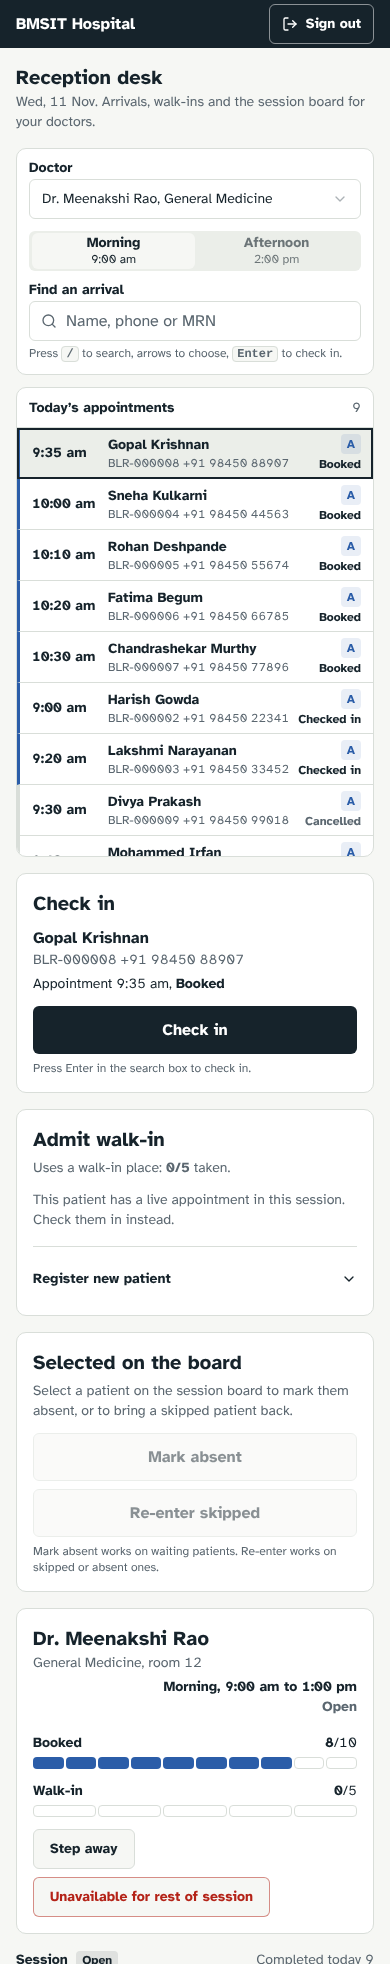 BMSIT Hospital
Sign out
Reception desk
Wed, 11 Nov. Arrivals, walk-ins and the session board for
your doctors.
Doctor
Dr. Meenakshi Rao, General Medicine
Morning
9:00 am
Afternoon
2:00 pm
Find an arrival
Name, phone or MRN
Press / to search, arrows to choose, Enter to check in.
Today's appointments 9
9:35 am Gopal Krishnan A
BLR-000008 +91 98450 88907 Booked
10:00 am Sneha Kulkarni A
BLR-000004 +91 98450 44563 Booked
10:10 am Rohan Deshpande A
BLR-000005 +91 98450 55674 Booked
10:20 am Fatima Begum A
BLR-000006 +91 98450 66785 Booked
10:30 am Chandrashekar Murthy A
BLR-000007 +91 98450 77896 Booked
9:00 am Harish Gowda A
BLR-000002 +91 98450 22341 Checked in
9:20 am Lakshmi Narayanan A
BLR-000003 +91 98450 33452 Checked in
9:30 am Divya Prakash A
BLR-000009 +91 98450 99018 Cancelled
Mohammed Irfan A
Check in
Gopal Krishnan
BLR-000008 +91 98450 88907
Appointment 9:35 am, Booked
Check in
Press Enter in the search box to check in.
Admit walk-in
Uses a walk-in place: 0/5 taken.
This patient has a live appointment in this session.
Check them in instead.
Register new patient
Selected on the board
Select a patient on the session board to mark them
absent, or to bring a skipped patient back.
Mark absent
Re-enter skipped
Mark absent works on waiting patients. Re-enter works on
skipped or absent ones.
Dr. Meenakshi Rao
General Medicine, room 12
Morning, 9:00 am to 1:00 pm
Open
Booked 8/10
Walk-in 0/5
Step away
Unavailable for rest of session
Session Open Completed today 9